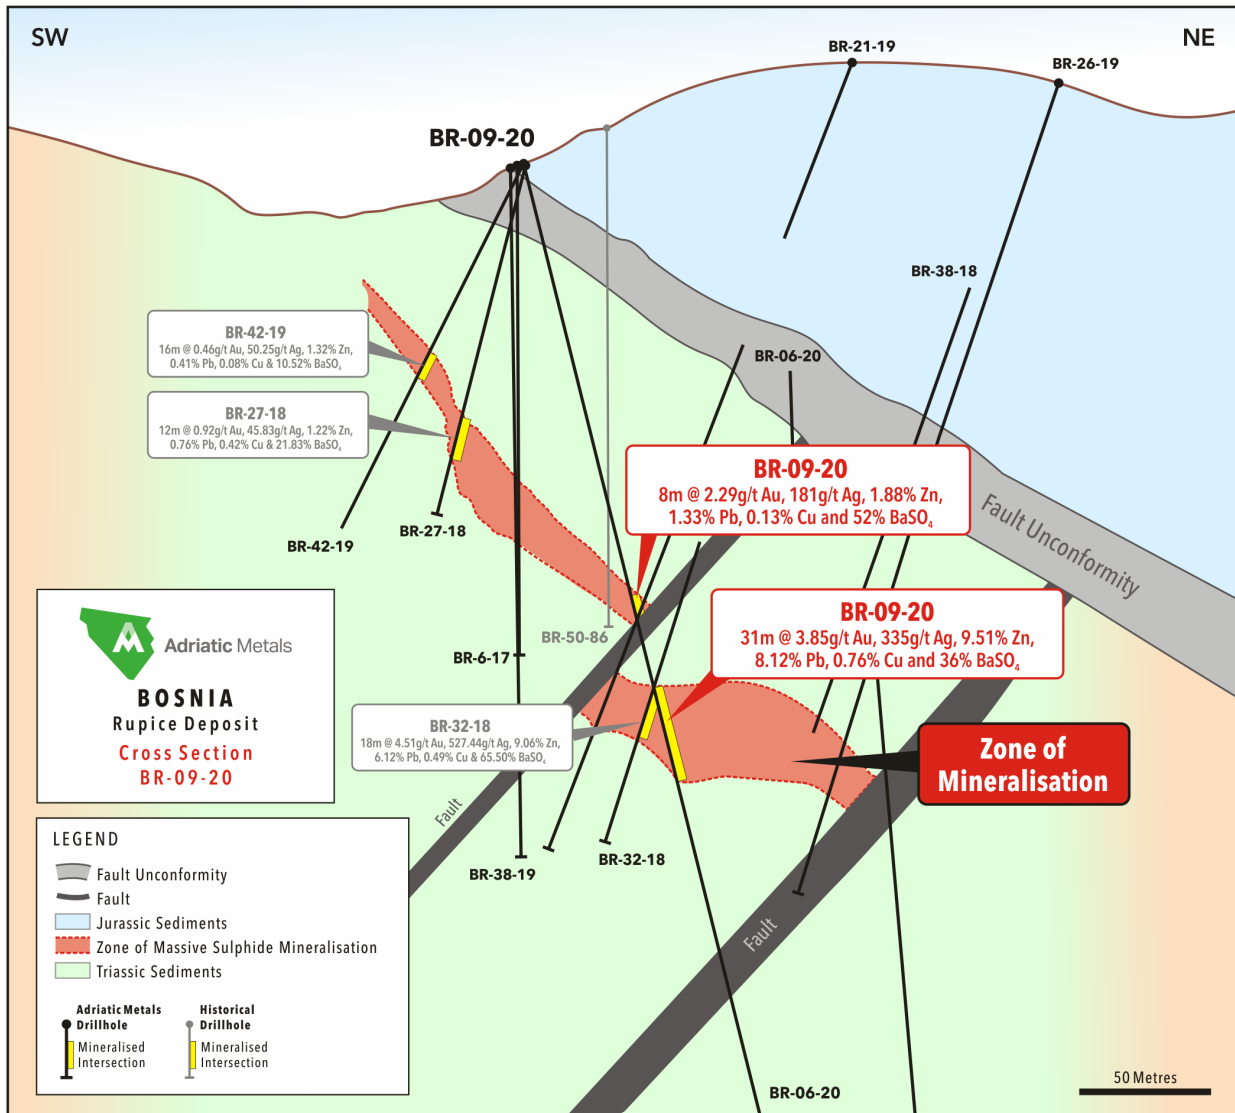 SW
NE
BR-21-19
BR-26-19
BR-09-20
BR-38-18
BR-06-20
BR-42-19
16m @ 0.46g/t Au, 50.25g/t Ag, 1.32% Zn,
0.41% Pb, 0.08% Cu & 10.52% BaSO₄
BR-27-18
12m @ 0.92g/t Au, 45.83g/t Ag, 1.22% Zn,
0.76% Pb, 0.42% Cu & 21.83% BaSO₄
BR-09-20
8m @ 2.29g/t Au, 181g/t Ag, 1.88% Zn,
1.33% Pb, 0.13% Cu and 52% BaSO₄
Fault Unconformity
BR-42-19
BR-27-18
BR-09-20
31m @ 3.85g/t Au, 335g/t Ag, 9.51% Zn,
8.12% Pb, 0.76% Cu and 36% BaSO₄
BR-50-86
BR-6-17
BR-32-18
18m @ 4.51g/t Au, 527.44g/t Ag, 9.06% Zn,
6.12% Pb, 0.49% Cu & 65.50% BaSO₄
Zone of
Mineralisation
Adriatic Metals
BOSNIA
Rupice Deposit
Cross Section
BR-09-20
Fault
BR-38-19
BR-32-18
Fault
LEGEND
Fault Unconformity
Fault
Jurassic Sediments
Zone of Massive Sulphide Mineralisation
Triassic Sediments
Adriatic Metals
Drillhole
Mineralised
Intersection
Historical
Drillhole
Mineralised
Intersection
BR-06-20
50 Metres